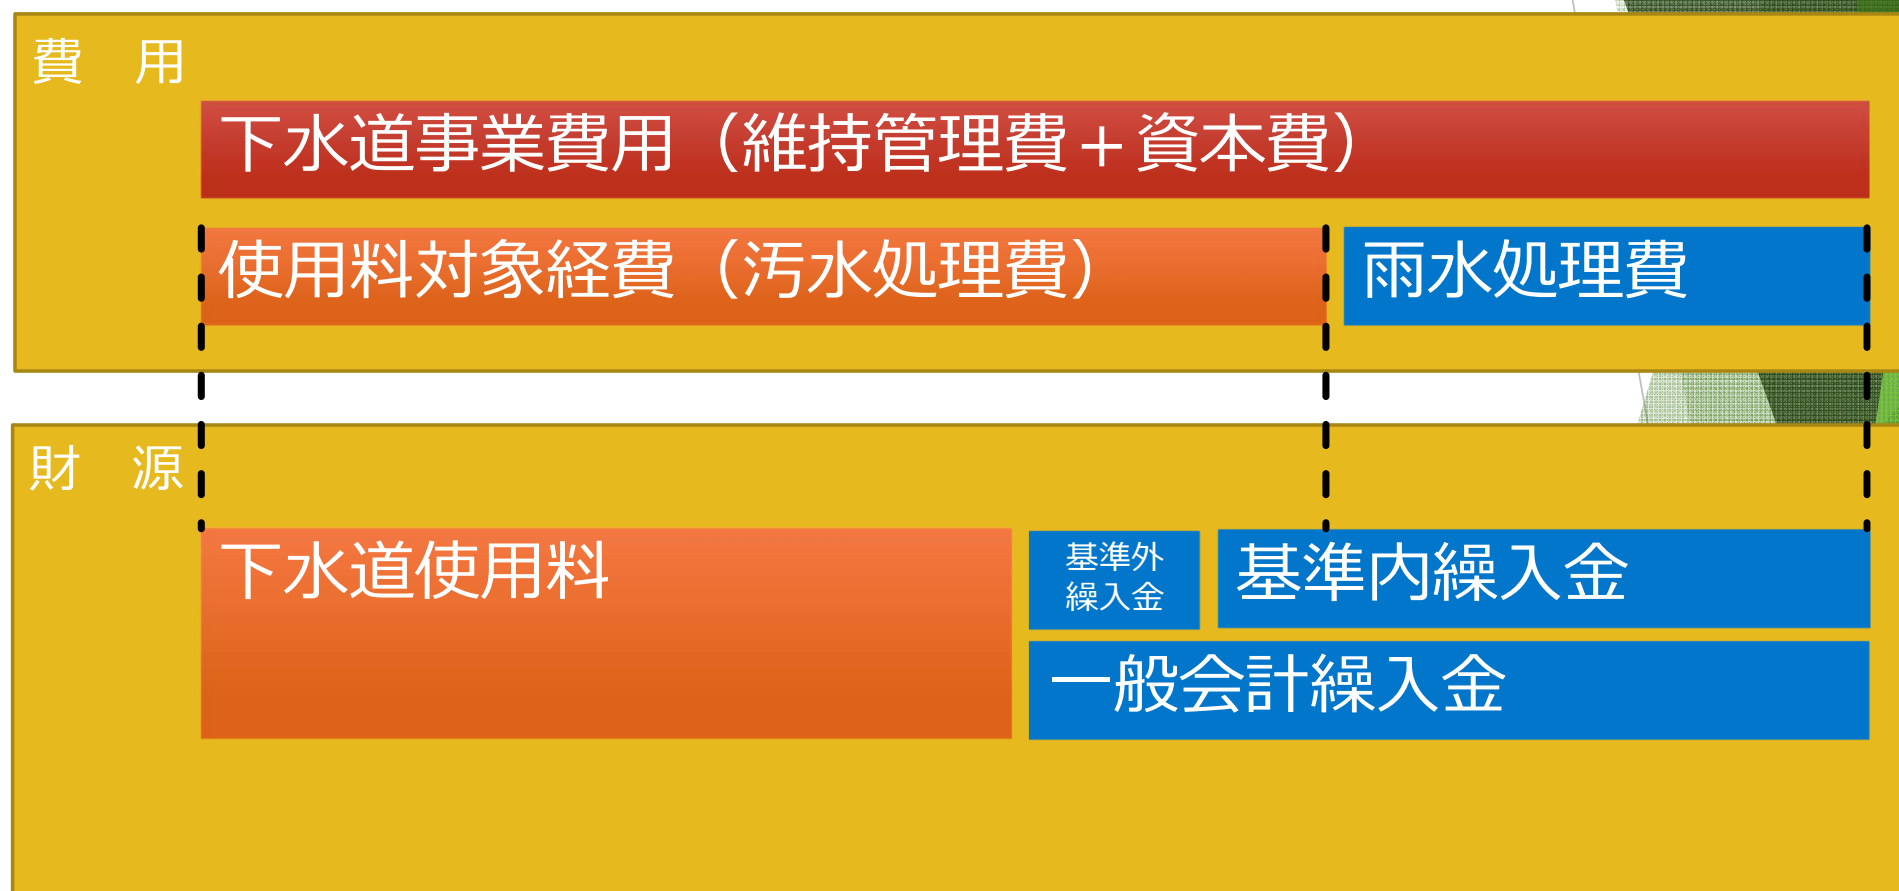 費　用
下水道事業費用（維持管理費＋資本費）
使用料対象経費（汚水処理費）
雨水処理費
財　源
下水道使用料
基準外
繰入金
基準内繰入金
一般会計繰入金